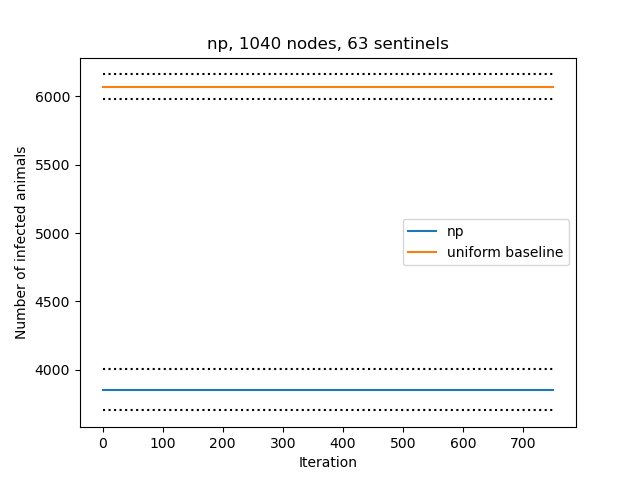 np, 1040 nodes, 63 sentinels
Number of infected animals
6000
5500
5000
4500
4000
np
uniform baseline
0 100 200 300 400 500 600 700
Iteration